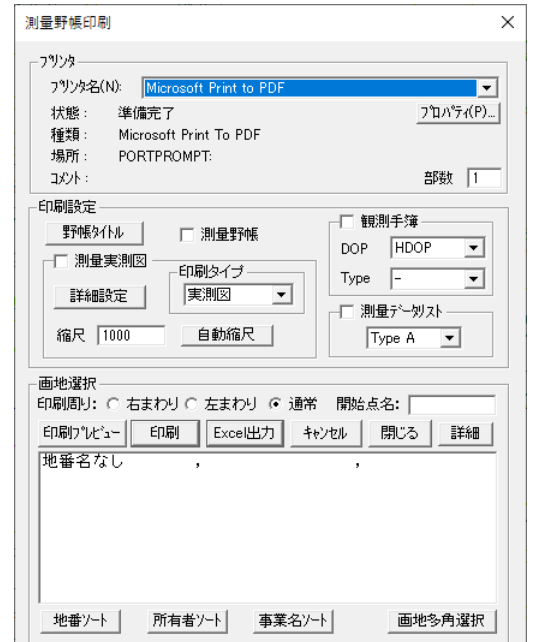 測量野帳印刷
プリンタ
プリンタ名(N): Microsoft Print to PDF
状態: 準備完了 プロパティ(P)...
種類: Microsoft Print To PDF
場所: PORTPROMPT:
コメント: 部数 1
印刷設定
野帳タイトル 測量野帳 観測手簿
DOP HDOP
測量実測図 印刷タイプ
Type -
詳細設定 実測図
測量データリスト
縮尺 1000 自動縮尺 Type A
画地選択
印刷周り: 右まわり 左まわり 通常 開始点名:
印刷プレビュー 印刷 Excel出力 キャンセル 閉じる 詳細
地番名なし , ,
地番ソート 所有者ソート 事業名ソート 画地多角選択